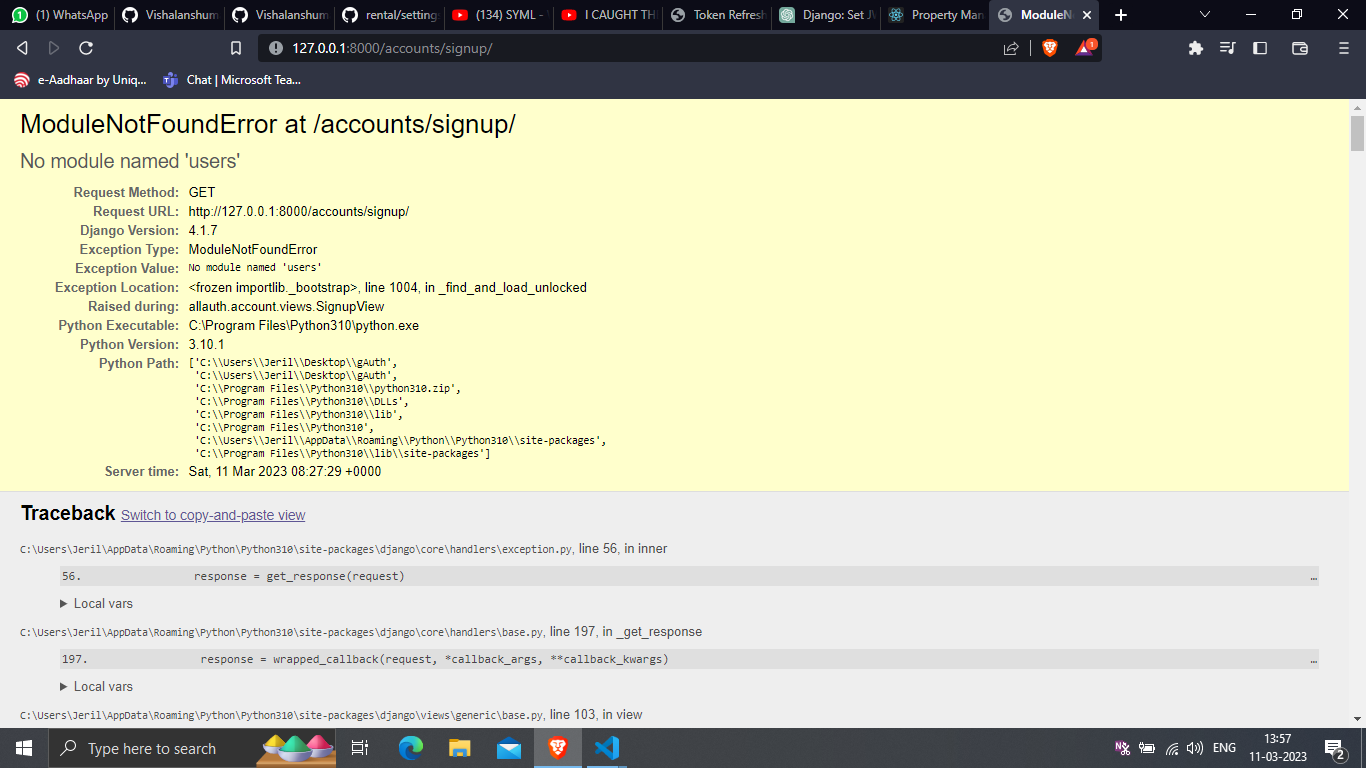 (1) WhatsApp
Vishalanshum
Vishalanshum
rental/setting
(134) SYML -
I CAUGHT TH
Token Refresh
Django: Set J
Property Man
ModuleN
127.0.0.1:8000/accounts/signup/
1
e-Aadhaar by Uniq...
Chat | Microsoft Tea...
ModuleNotFoundError at /accounts/signup/
No module named 'users'
Request Method: GET
Request URL: http://127.0.0.1:8000/accounts/signup/
Django Version: 4.1.7
Exception Type: ModuleNotFoundError
Exception Value: No module named 'users'
Exception Location: <frozen importlib._bootstrap>, line 1004, in _find_and_load_unlocked
Raised during: allauth.account.views.SignupView
Python Executable: C:\Program Files\Python310\python.exe
Python Version: 3.10.1
Python Path: ['C:\\Users\\Jeril\\Desktop\\gAuth',
'C:\\Users\\Jeril\\Desktop\\gAuth',
'C:\\Program Files\\Python310\\python310.zip',
'C:\\Program Files\\Python310\\DLLs',
'C:\\Program Files\\Python310\\lib',
'C:\\Program Files\\Python310',
'C:\\Users\\Jeril\\AppData\\Roaming\\Python\\Python310\\site-packages',
'C:\\Program Files\\Python310\\lib\\site-packages']
Server time: Sat, 11 Mar 2023 08:27:29 +0000
Traceback Switch to copy-and-paste view
C:\Users\Jeril\AppData\Roaming\Python\Python310\site-packages\django\core\handlers\exception.py, line 56, in inner
56. response = get_response(request) …
▶ Local vars
C:\Users\Jeril\AppData\Roaming\Python\Python310\site-packages\django\core\handlers\base.py, line 197, in _get_response
197. response = wrapped_callback(request, *callback_args, **callback_kwargs) …
▶ Local vars
C:\Users\Jeril\AppData\Roaming\Python\Python310\site-packages\django\views\generic\base.py, line 103, in view
Type here to search
ENG
13:57
11-03-2023
2